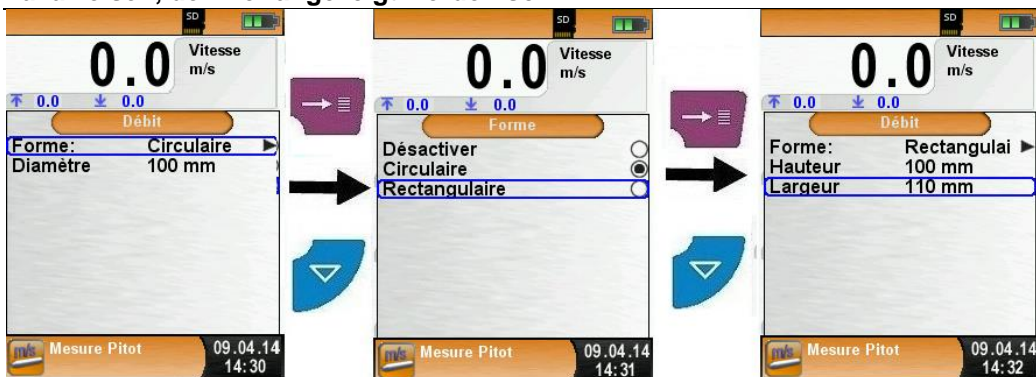 SD
0.0
Vitesse
m/s
0.0 0.0
Débit
Forme: Circulaire
Diamètre 100 mm
Mesure Pitot
09.04.14
14:30
SD
0.0
Vitesse
m/s
0.0 0.0
Forme
Désactiver
Circulaire
Rectangulaire
m/s
Mesure Pitot
09.04.14
14:31
SD
0.0
Vitesse
m/s
0.0 0.0
Débit
Forme: Rectangulai
Hauteur 100 mm
Largeur 110 mm
m/s
Mesure Pitot
09.04.14
14:32